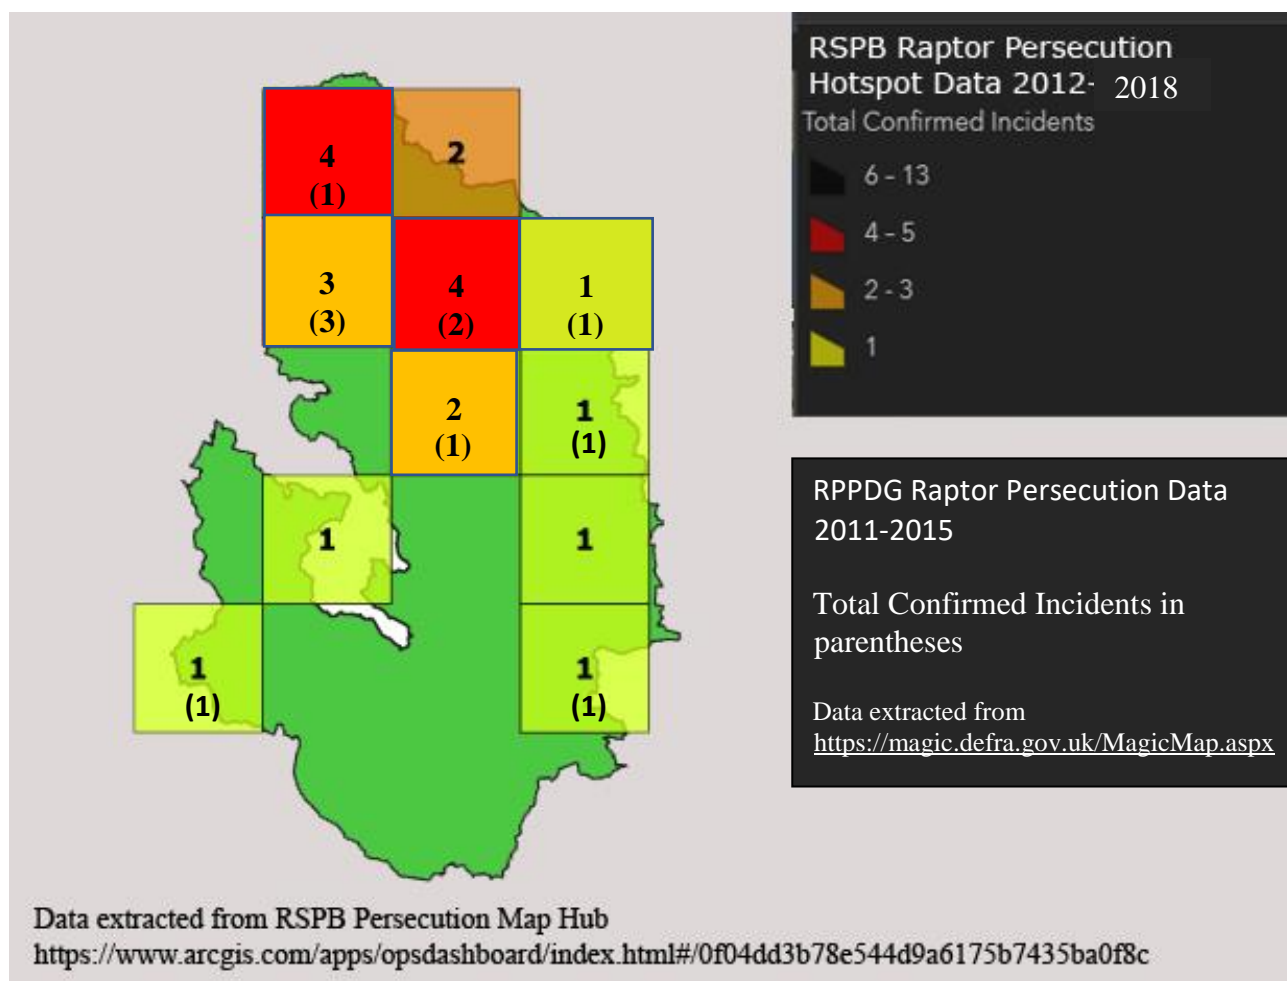 RSPB Raptor Persecution
Hotspot Data 2012- 2018
Total Confirmed Incidents
6 - 13
4 - 5
2 - 3
1
4
(1)
2
3
(3)
4
(2)
1
(1)
2
(1)
1
(1)
1
1
1
(1)
1
(1)
RPPDG Raptor Persecution Data
2011-2015
Total Confirmed Incidents in
parentheses
Data extracted from
https://magic.defra.gov.uk/MagicMap.aspx
Data extracted from RSPB Persecution Map Hub
https://www.arcgis.com/apps/opsdashboard/index.html#/0f04dd3b78e544d9a6175b7435ba0f8c